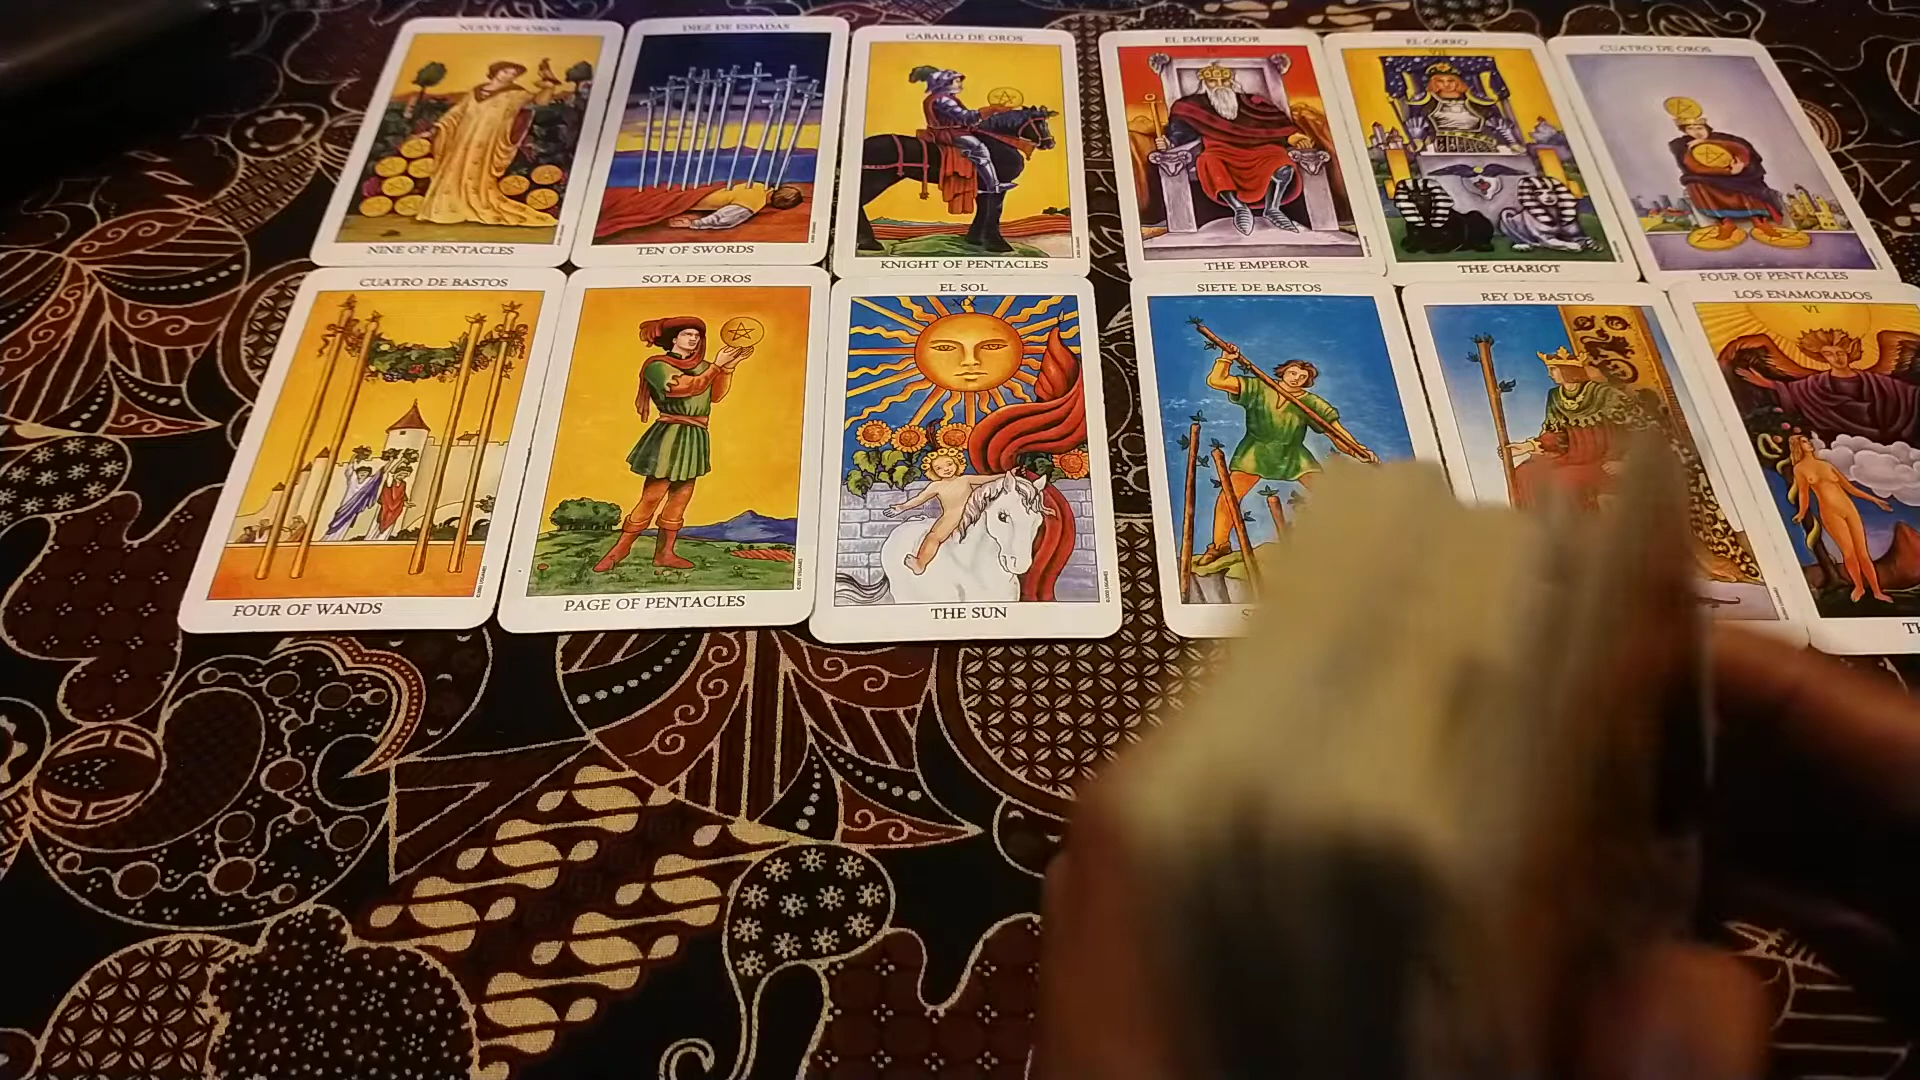 NUEVE DE OROS
NINE OF PENTACLES
DIEZ DE ESPADAS
TEN OF SWORDS
CABALLO DE OROS
KNIGHT OF PENTACLES
EL EMPERADOR
IV
THE EMPEROR
EL CARRO
THE CHARIOT
CUATRO DE OROS
FOUR OF PENTACLES
CUATRO DE BASTOS
FOUR OF WANDS
SOTA DE OROS
PAGE OF PENTACLES
EL SOL
XIX
THE SUN
SIETE DE BASTOS
REY DE BASTOS
LOS ENAMORADOS
VI